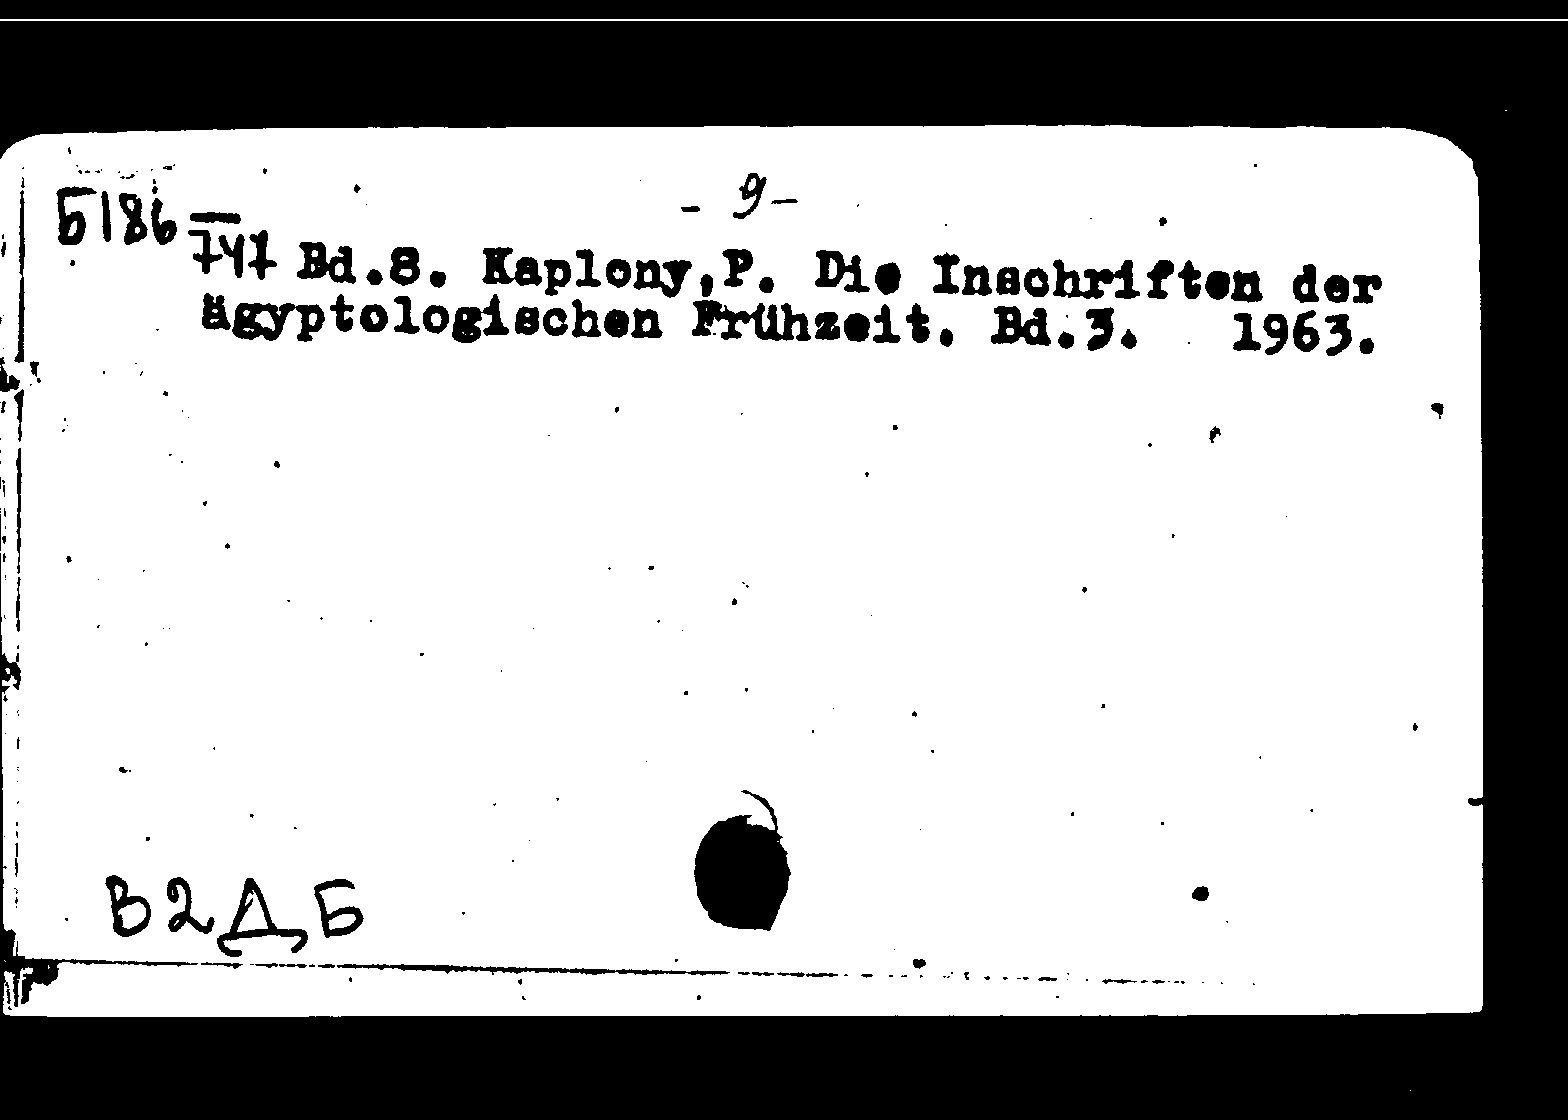 - 9 -
Б186
747 Bd.8. Kaplony,P. Die Inschriften der
ägyptologischen Frühzeit. Bd.3. 1963.
В2ДБ